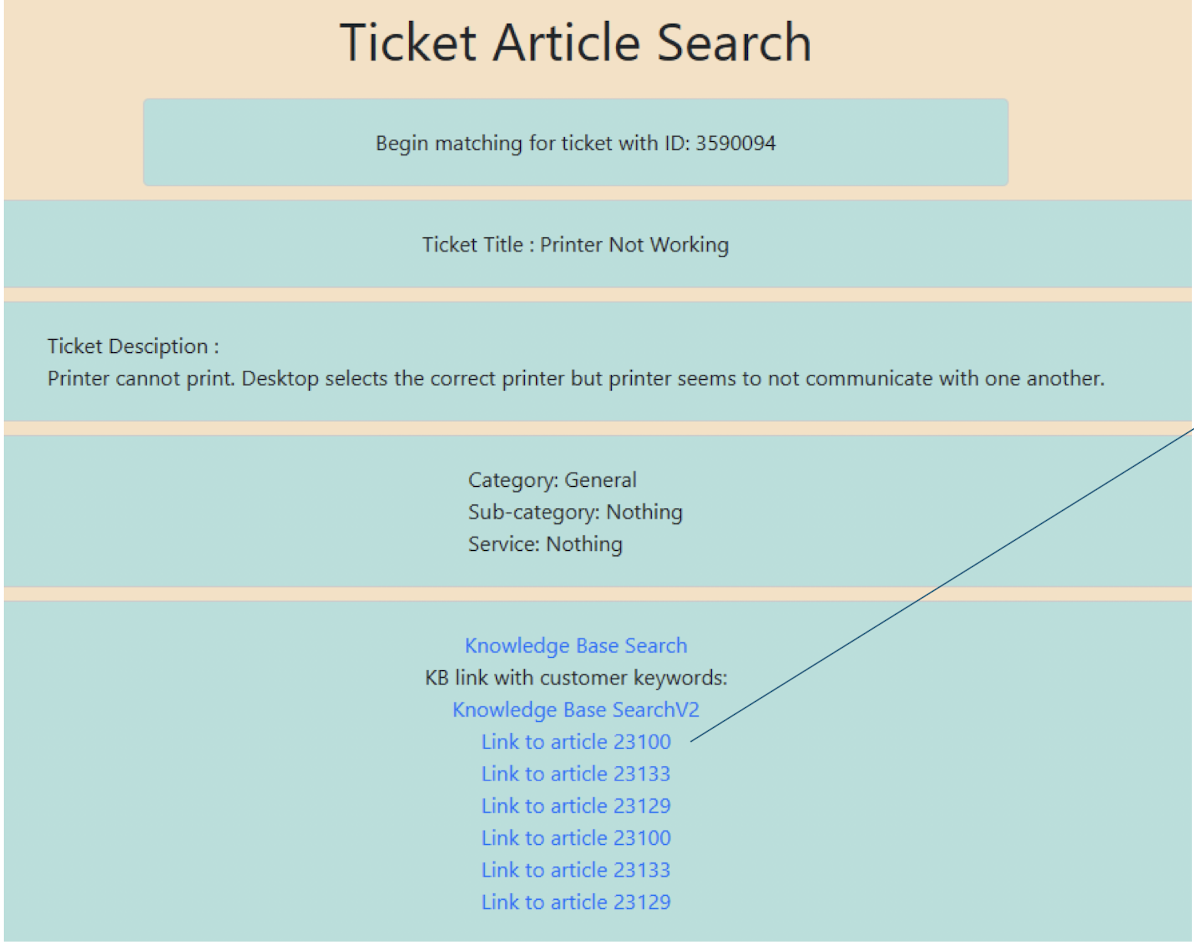 Ticket Article Search
Begin matching for ticket with ID: 3590094
Ticket Title : Printer Not Working
Ticket Desciption :
Printer cannot print. Desktop selects the correct printer but printer seems to not communicate with one another.
Category: General
Sub-category: Nothing
Service: Nothing
Knowledge Base Search
KB link with customer keywords:
Knowledge Base SearchV2
Link to article 23100
Link to article 23133
Link to article 23129
Link to article 23100
Link to article 23133
Link to article 23129